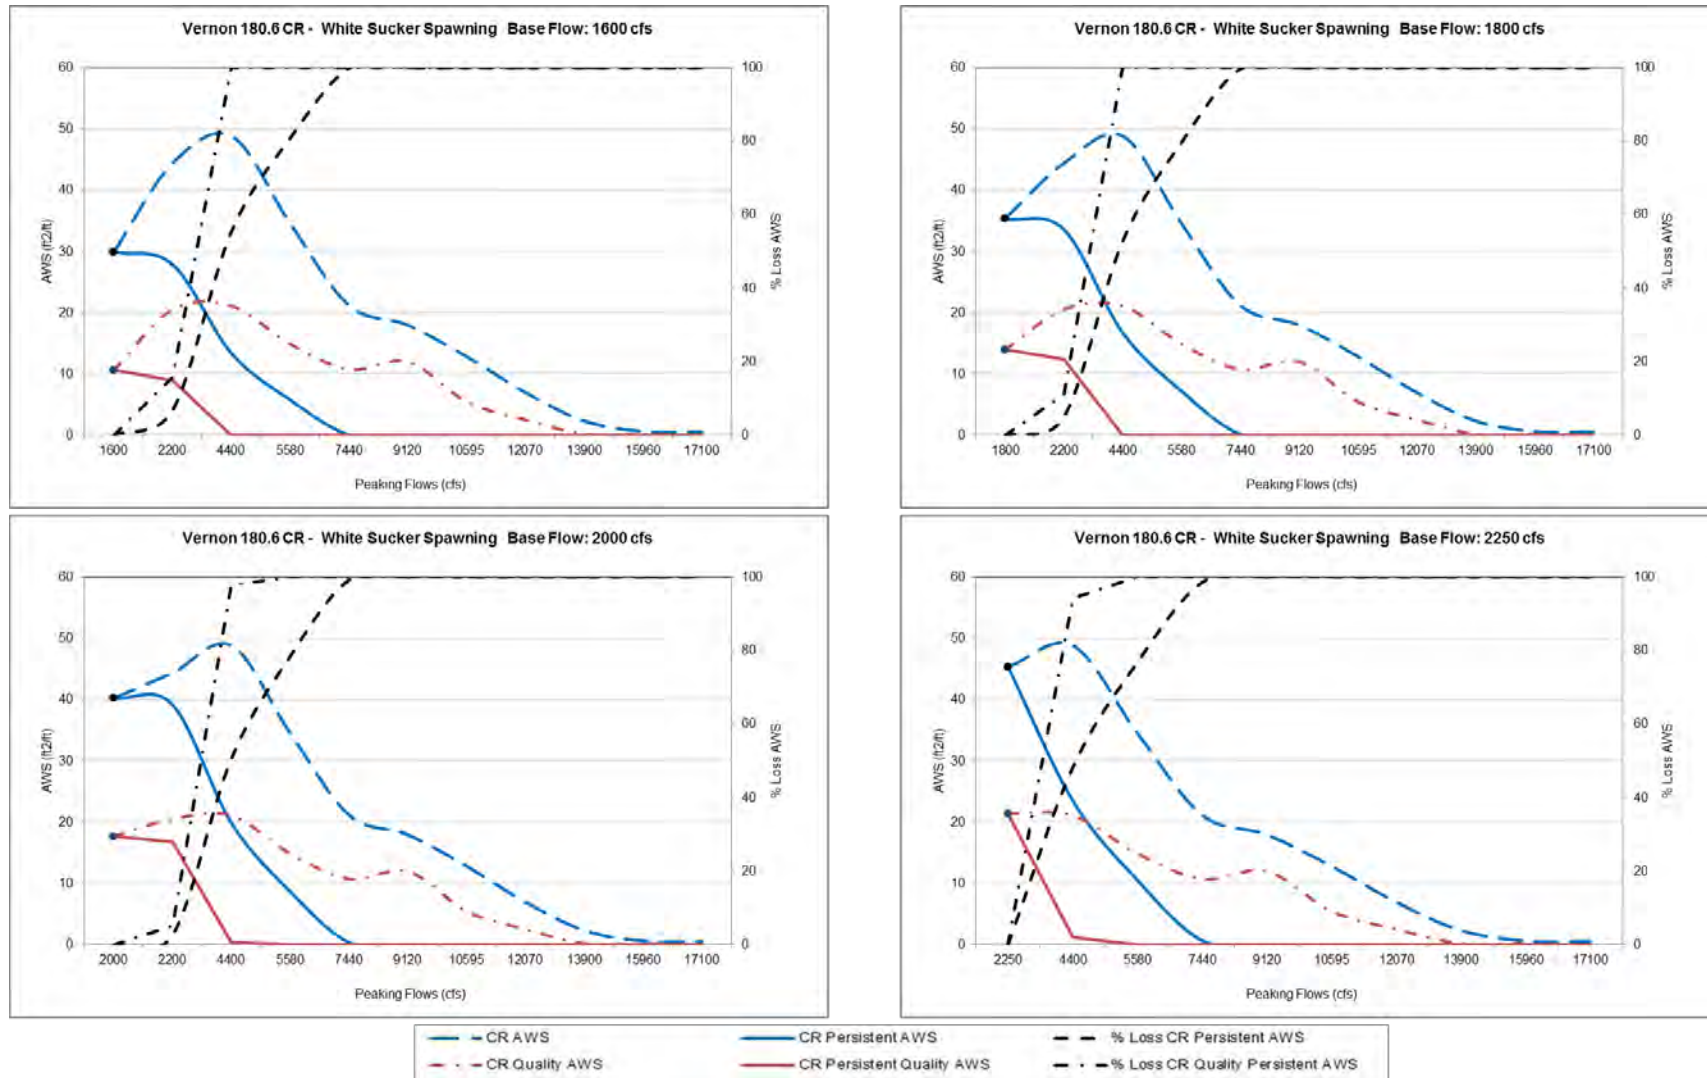 Vernon 180.6 CR - White Sucker Spawning Base Flow: 1600 cfs
60
50
40
30
20
10
0
AWS (ft2/ft)
100
80
60
40
20
0
% Loss AWS
1600 2200 4400 5580 7440 9120 10595 12070 13900 15960 17100
Peaking Flows (cfs)
Vernon 180.6 CR - White Sucker Spawning Base Flow: 1800 cfs
60
50
40
30
20
10
0
AWS (ft2/ft)
100
80
60
40
20
0
% Loss AWS
1800 2200 4400 5580 7440 9120 10595 12070 13900 15960 17100
Peaking Flows (cfs)
Vernon 180.6 CR - White Sucker Spawning Base Flow: 2000 cfs
60
50
40
30
20
10
0
AWS (ft2/ft)
100
80
60
40
20
0
% Loss AWS
2000 2200 4400 5580 7440 9120 10595 12070 13900 15960 17100
Peaking Flows (cfs)
Vernon 180.6 CR - White Sucker Spawning Base Flow: 2250 cfs
60
50
40
30
20
10
0
AWS (ft2/ft)
100
80
60
40
20
0
% Loss AWS
2250 4400 5580 7440 9120 10595 12070 13900 15960 17100
Peaking Flows (cfs)
CR AWS CR Persistent AWS % Loss CR Persistent AWS
CR Quality AWS CR Persistent Quality AWS % Loss CR Quality Persistent AWS